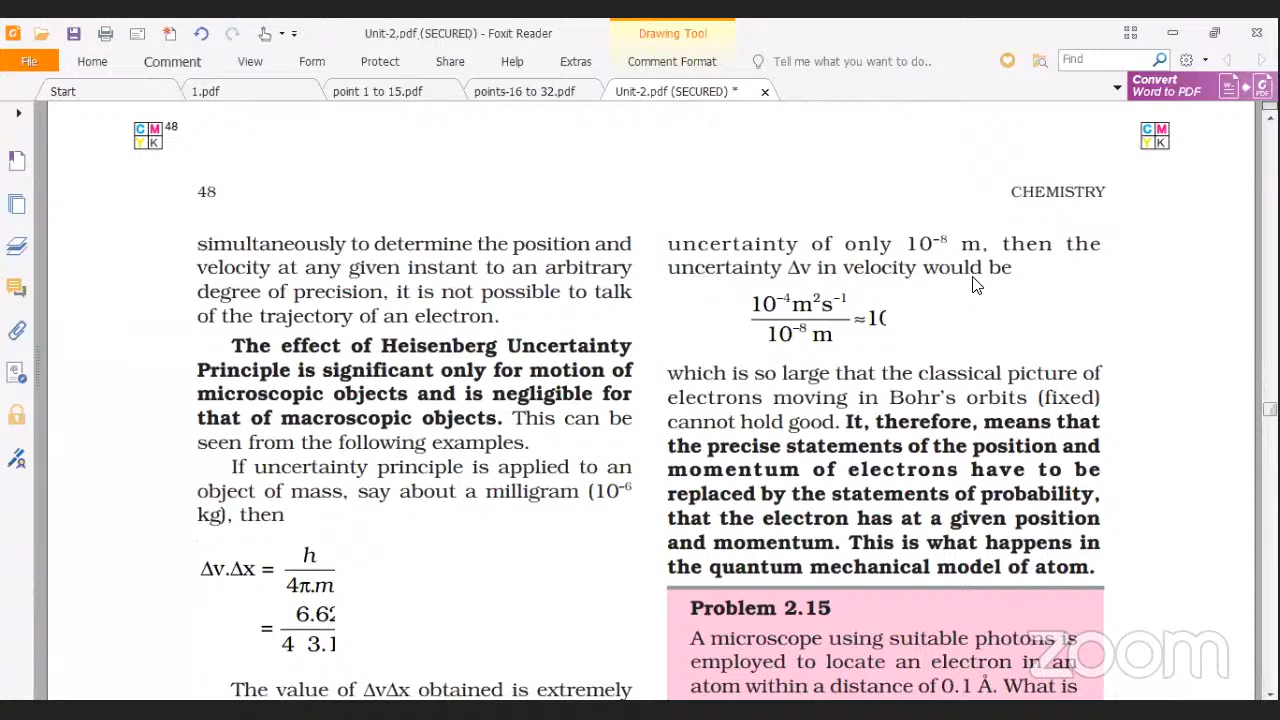 Unit-2.pdf (SECURED) - Foxit Reader
Drawing Tool
File Home Comment View Form Protect Share Help Extras Comment Format Tell me what you want to do.. Find
Start 1.pdf point 1 to 15.pdf points-16 to 32.pdf Unit-2.pdf (SECURED) *
Convert
Word to PDF
C M 48
Y K
C M
Y K
48
CHEMISTRY
simultaneously to determine the position and
velocity at any given instant to an arbitrary
degree of precision, it is not possible to talk
of the trajectory of an electron.
The effect of Heisenberg Uncertainty
Principle is significant only for motion of
microscopic objects and is negligible for
that of macroscopic objects. This can be
seen from the following examples.
If uncertainty principle is applied to an
object of mass, say about a milligram (10⁻⁶
kg), then
Δv.Δx = h
4π.m
= 6.62
4 3.1
The value of ΔvΔx obtained is extremely
uncertainty of only 10⁻⁸ m, then the
uncertainty Δv in velocity would be
10⁻⁴m²s⁻¹
10⁻⁸ m
≈10
which is so large that the classical picture of
electrons moving in Bohr's orbits (fixed)
cannot hold good. It, therefore, means that
the precise statements of the position and
momentum of electrons have to be
replaced by the statements of probability,
that the electron has at a given position
and momentum. This is what happens in
the quantum mechanical model of atom.
Problem 2.15
A microscope using suitable photons is
employed to locate an electron in an
atom within a distance of 0.1 Å. What is
zoom